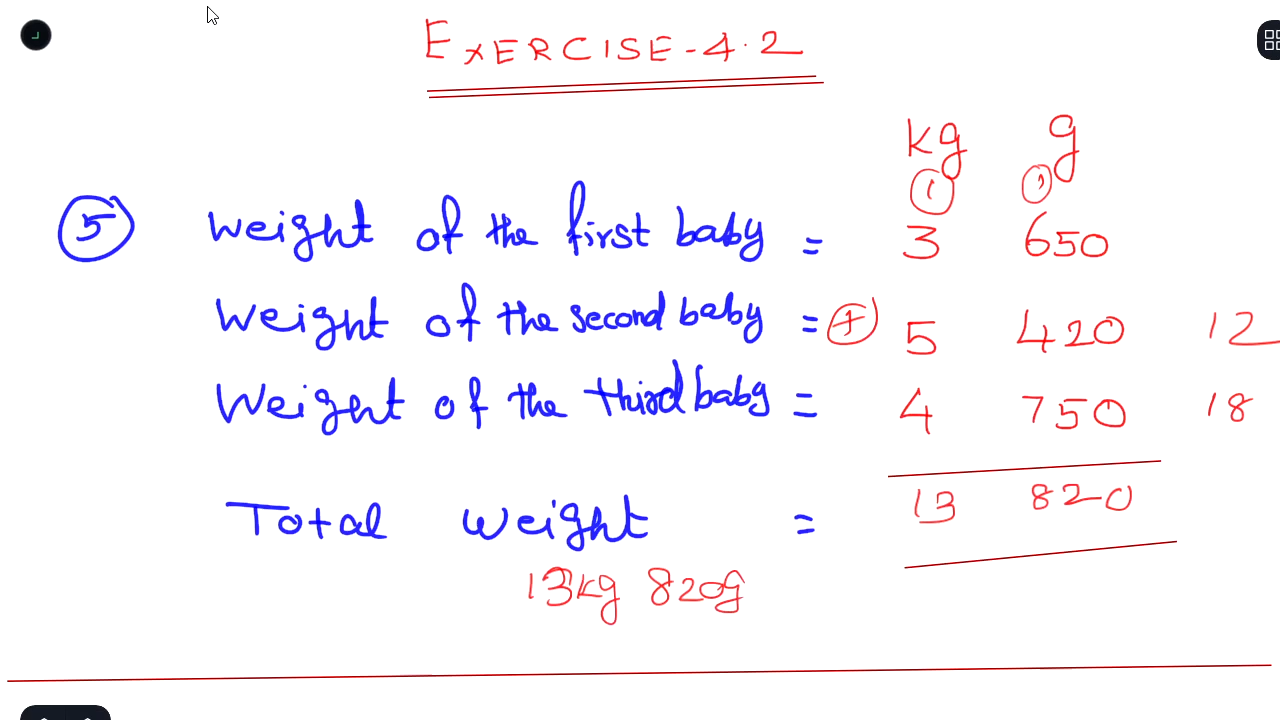 EXERCISE-4.2
kg g
① ①
⑤ Weight of the first baby = 3 650
Weight of the second baby = ⊕ 5 420 12
Weight of the third baby = 4 750 18
Total weight = 13 820
13kg 820g